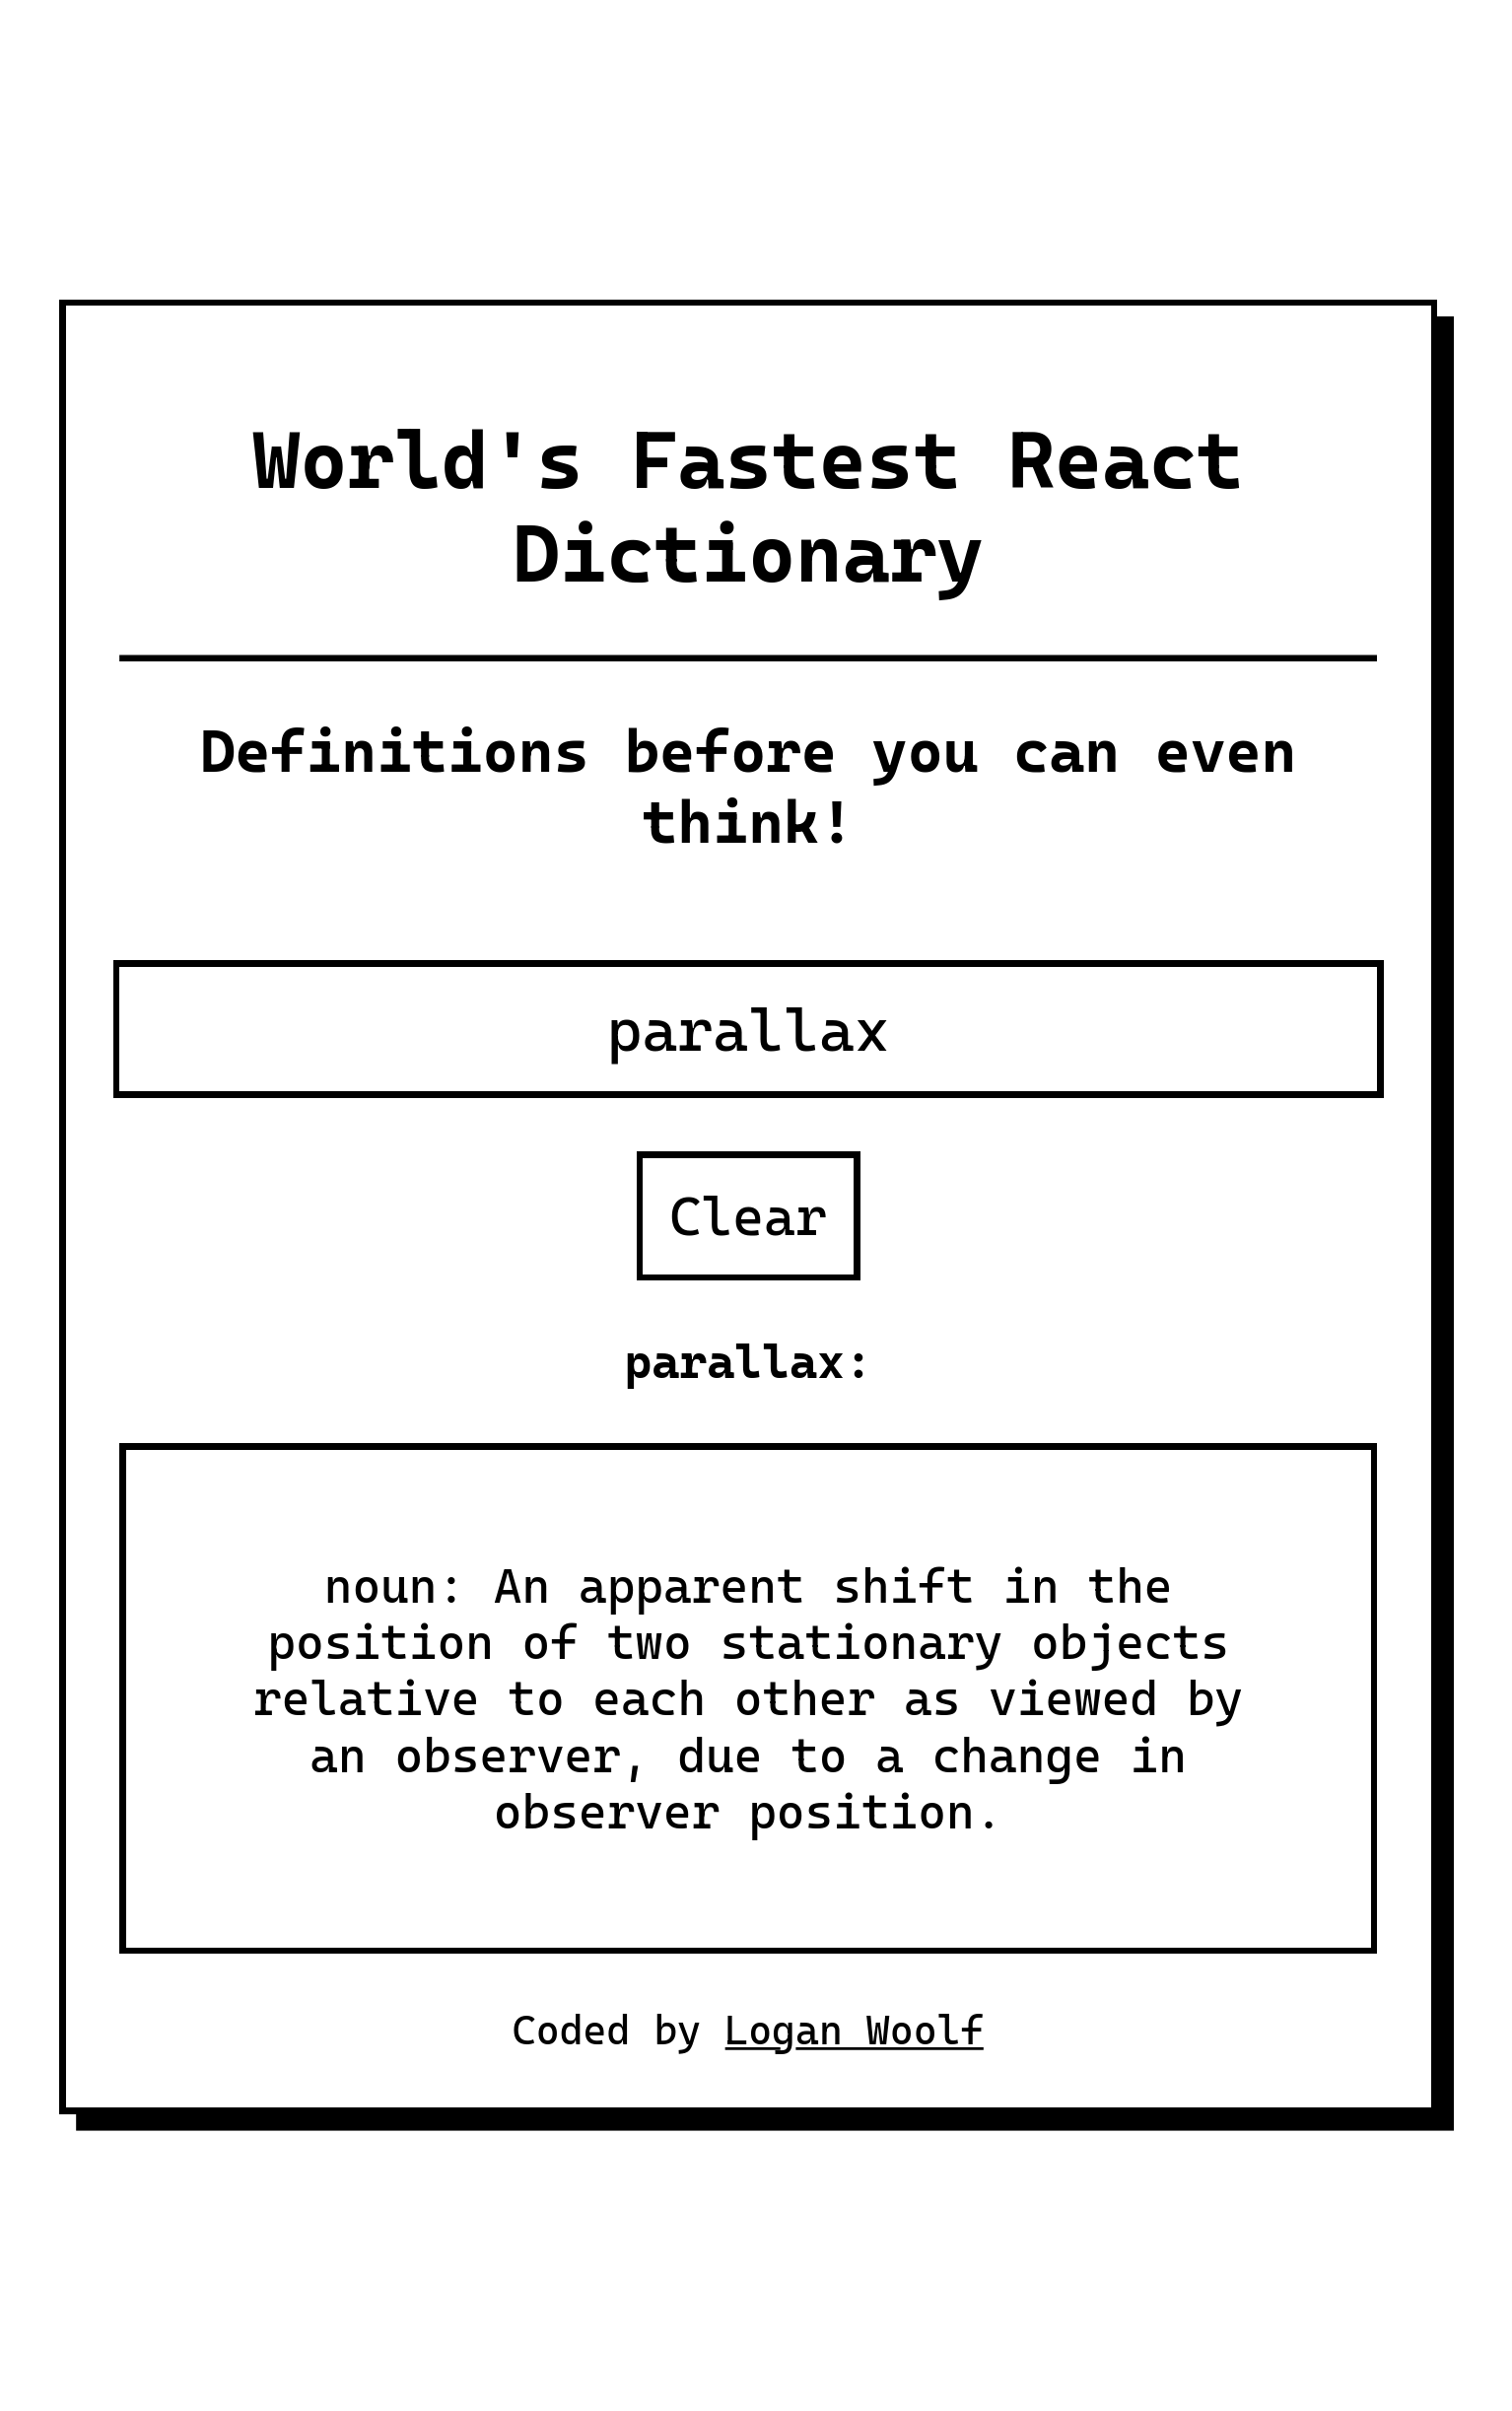 World's Fastest React
Dictionary
Definitions before you can even
think!
parallax
Clear
parallax:
noun: An apparent shift in the
position of two stationary objects
relative to each other as viewed by
an observer, due to a change in
observer position.
Coded by Logan Woolf